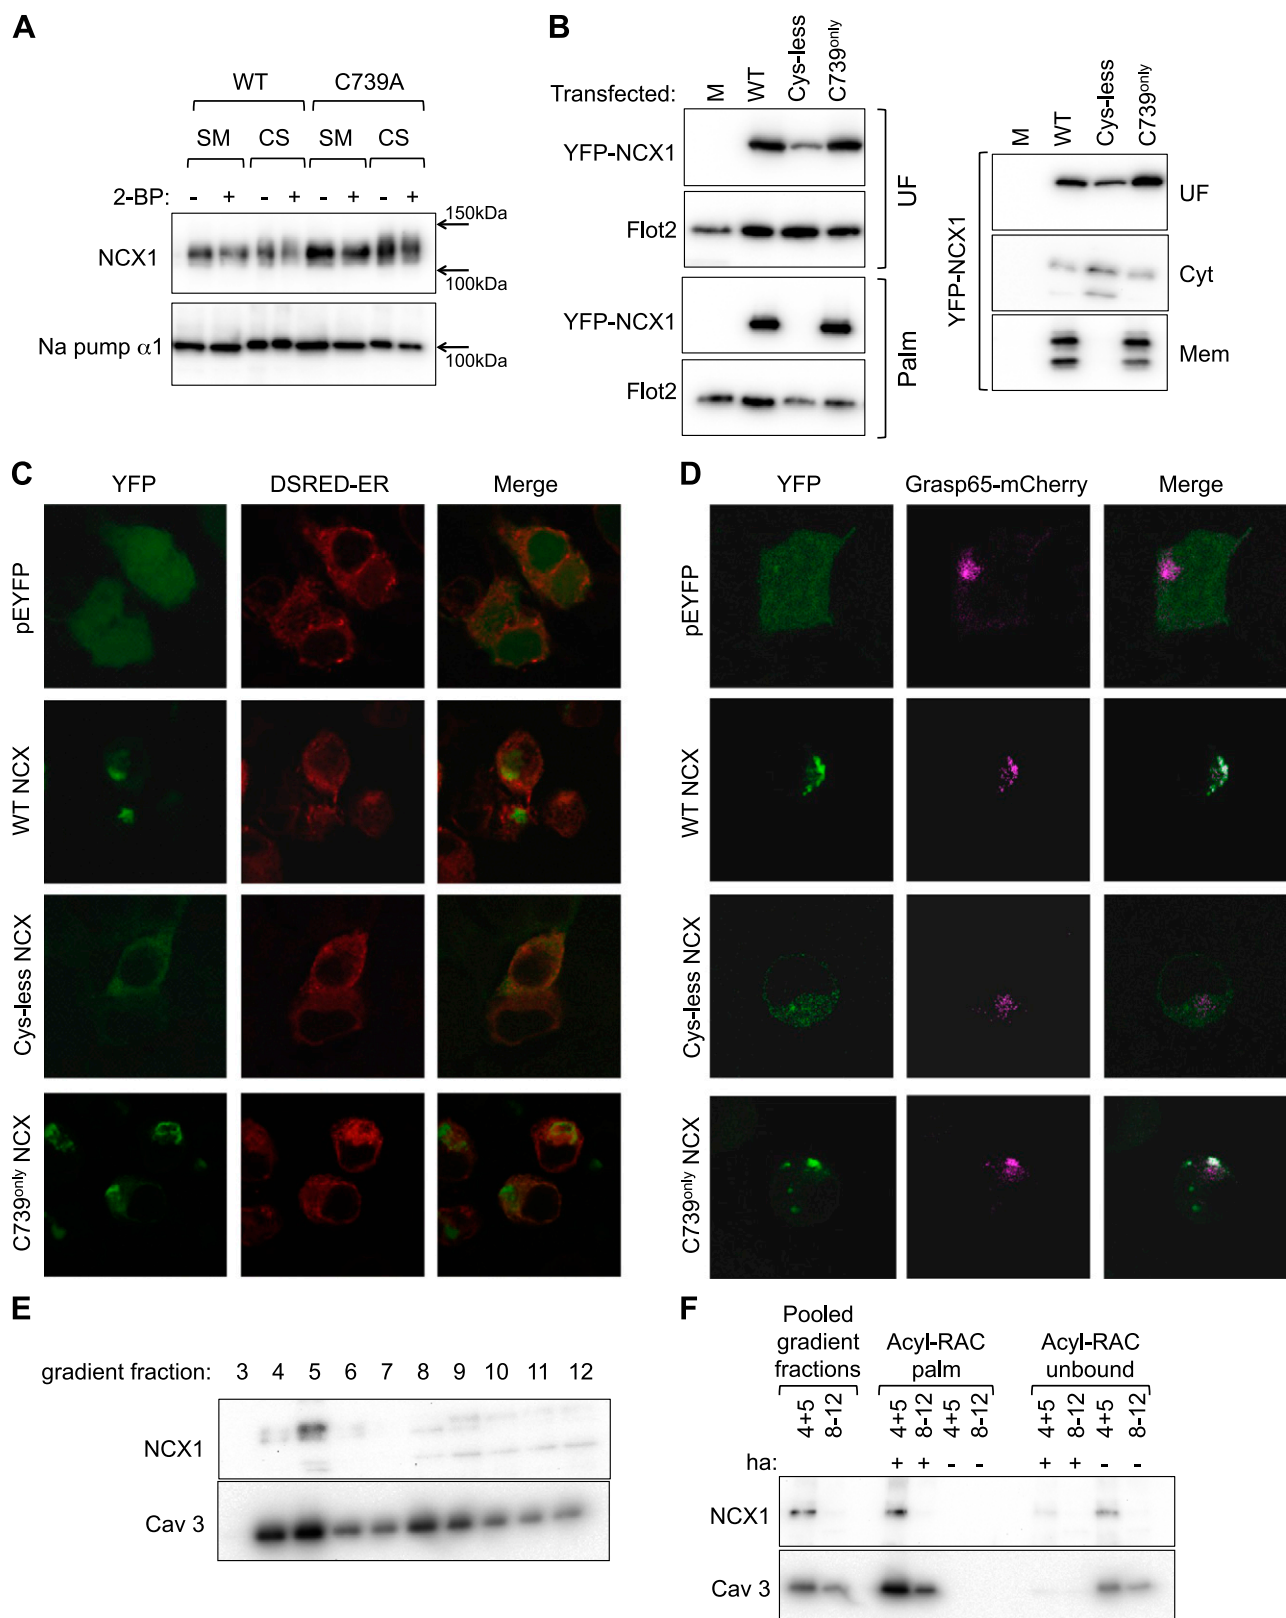 A
WT C739A
SM CS SM CS
2-BP: - + - + - + - +
150kDa
NCX1
100kDa
Na pump α1
100kDa
B
Transfected: M WT Cys-less C739only
YFP-NCX1
Flot2
UF
YFP-NCX1
Flot2
Palm
M WT Cys-less C739only
YFP-NCX1
UF
Cyt
Mem
C
YFP DSRED-ER Merge
pEYFP
WT NCX
Cys-less NCX
C739only NCX
D
YFP Grasp65-mCherry Merge
pEYFP
WT NCX
Cys-less NCX
C739only NCX
E
gradient fraction: 3 4 5 6 7 8 9 10 11 12
NCX1
Cav 3
F
Pooled gradient fractions
Acyl-RAC palm
Acyl-RAC unbound
4+5 8-12 4+5 8-12 4+5 8-12 4+5 8-12 4+5 8-12
ha: + + - - + + - -
NCX1
Cav 3